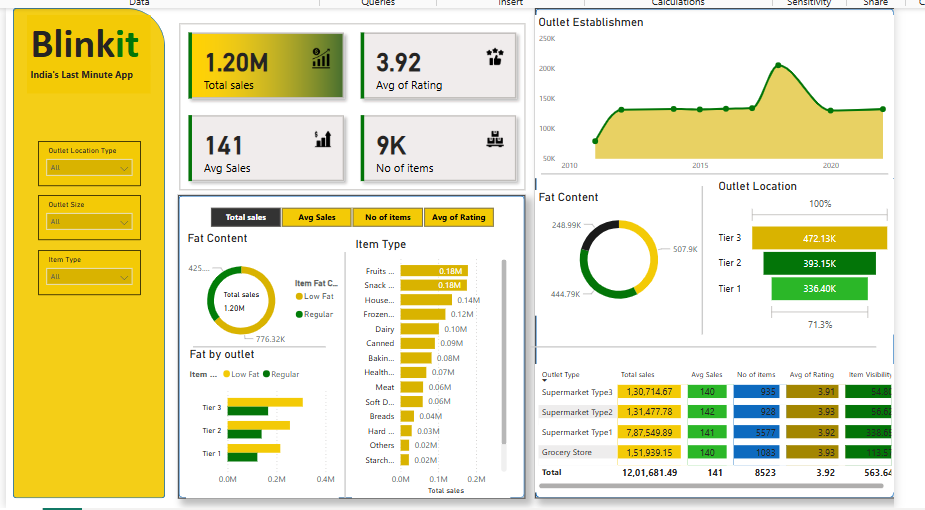 Data Queries Insert Calculations Sensitivity Share
Blinkit
India's Last Minute App
Outlet Location Type
All
Outlet Size
All
Item Type
All
1.20M
Total sales
3.92
Avg of Rating
141
Avg Sales
9K
No of items
Total sales Avg Sales No of items Avg of Rating
Fat Content
425...
Total sales
1.20M
776.32K
Item Fat C...
Low Fat
Regular
Fat by outlet
Item ... Low Fat Regular
Tier 3
Tier 2
Tier 1
0.0M 0.2M 0.4M
Item Type
Fruits ... 0.18M
Snack ... 0.18M
House... 0.14M
Frozen... 0.12M
Dairy 0.10M
Canned 0.09M
Bakin... 0.08M
Health... 0.07M
Meat 0.06M
Soft D... 0.06M
Breads 0.04M
Hard ... 0.03M
Others 0.02M
Starch... 0.02M
0.0M 0.1M 0.2M
Total sales
Outlet Establishmen
250K
200K
150K
100K
50K
2010 2015 2020
Fat Content
248.99K
507.9K
444.79K
Outlet Location
100%
Tier 3 472.13K
Tier 2 393.15K
Tier 1 336.40K
71.3%
Outlet Type Total sales Avg Sales No of items Avg of Rating Item Visibility
Supermarket Type3 1,30,714.67 140 935 3.91
Supermarket Type2 1,31,477.78 142 928 3.93
Supermarket Type1 7,87,549.89 141 5577 3.92
Grocery Store 1,51,939.15 140 1083 3.93
Total 12,01,681.49 141 8523 3.92 563.64